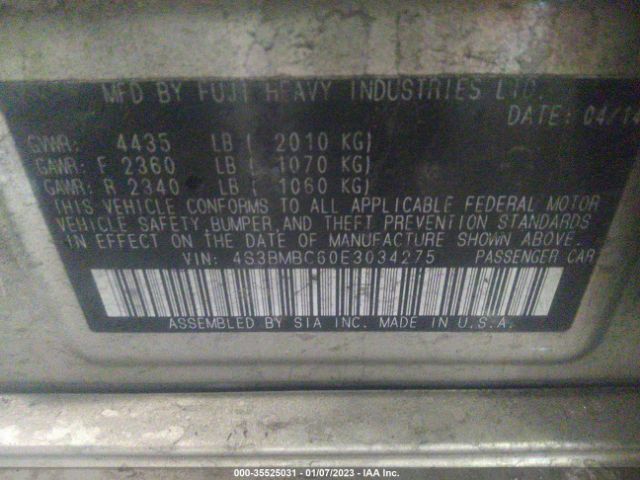 MFD BY FUJI HEAVY INDUSTRIES LTD.
DATE: 04/14
GVWR: 4435 LB ( 2010 KG)
GAWR: F 2360 LB ( 1070 KG)
GAWR: R 2340 LB ( 1060 KG)
THIS VEHICLE CONFORMS TO ALL APPLICABLE FEDERAL MOTOR
VEHICLE SAFETY, BUMPER, AND THEFT PREVENTION STANDARDS
IN EFFECT ON THE DATE OF MANUFACTURE SHOWN ABOVE.
VIN: 4S3BMBC60E3034275 PASSENGER CAR
ASSEMBLED BY SIA INC. MADE IN U.S.A.
000-35525031 - 01/07/2023 - IAA Inc.